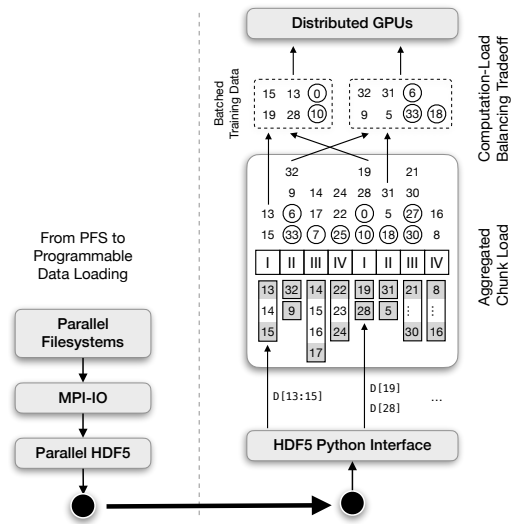 Distributed GPUs
Batched
Training Data
15 13 0
19 28 10
32 31 6
9 5 33 18
Computation-Load
Balancing Tradeoff
32 19 21
9 14 24 28 31 30
13 6 17 22 0 5 27 16
15 33 7 25 10 18 30 8
I II III IV I II III IV
13 32 14 22 19 31 21 8
14 9 15 23 28 5 ⋮ ⋮
15 16 24 30 16
17
Aggregated
Chunk Load
From PFS to
Programmable
Data Loading
Parallel
Filesystems
MPI-IO
Parallel HDF5
D[13:15]
D[19]
D[28]
...
HDF5 Python Interface